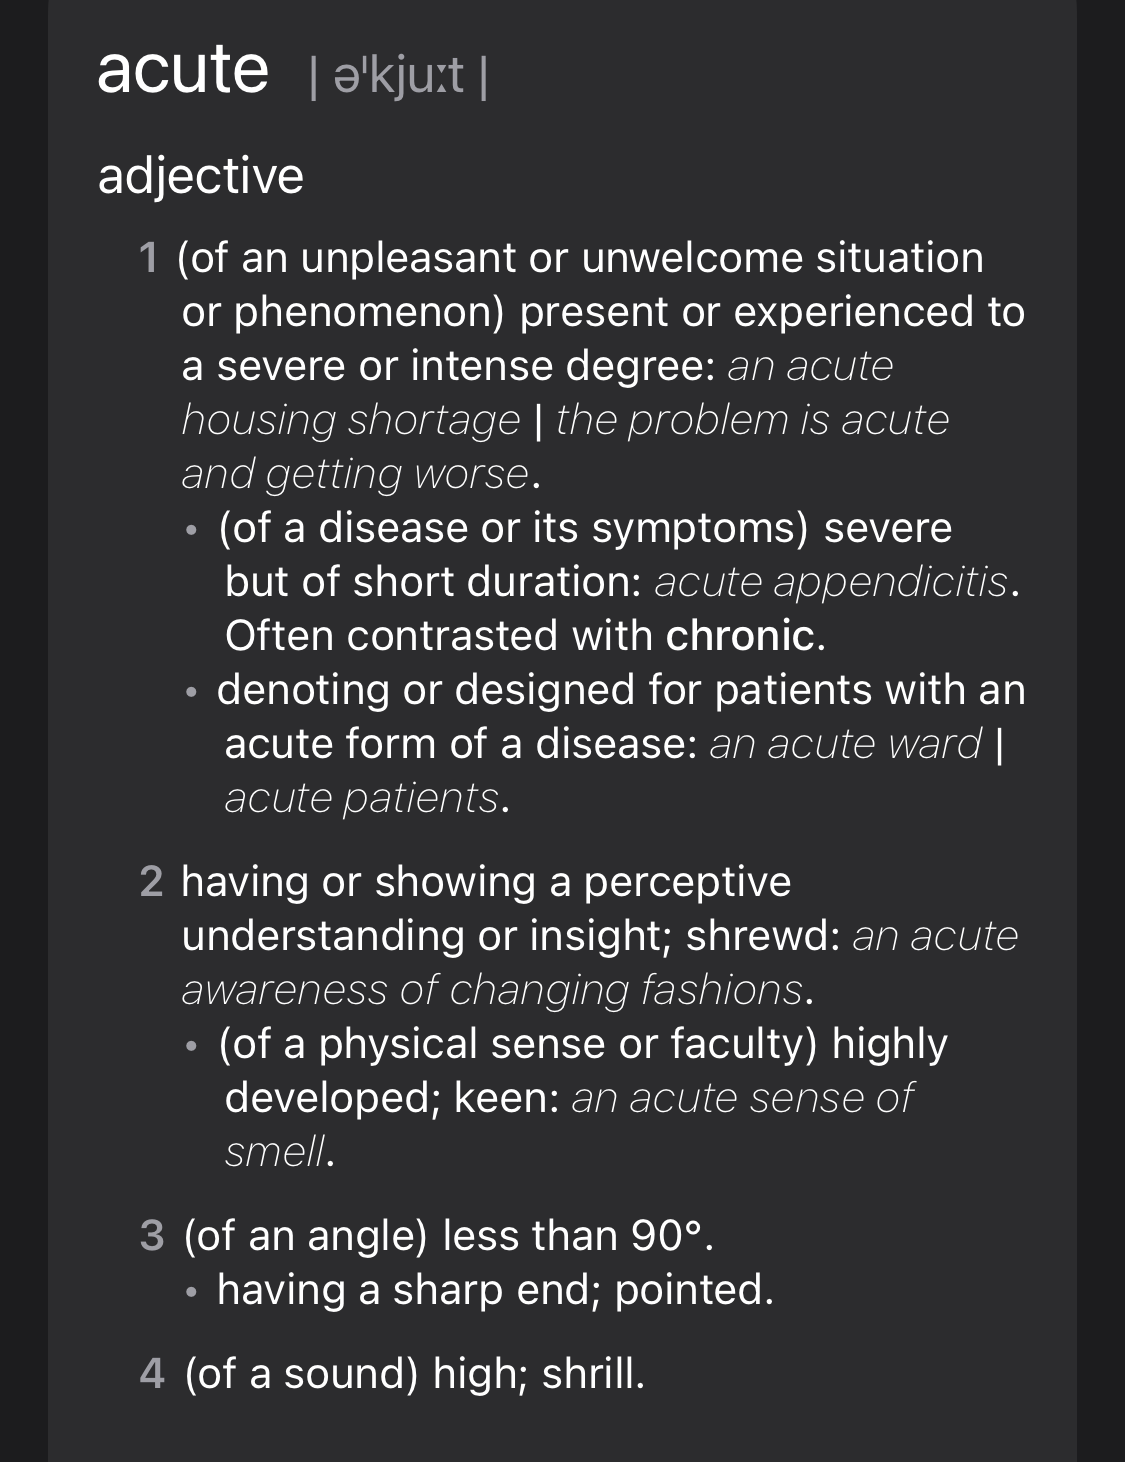 acute | əˈkjuːt |
adjective
1 (of an unpleasant or unwelcome situation
or phenomenon) present or experienced to
a severe or intense degree: an acute
housing shortage | the problem is acute
and getting worse.
• (of a disease or its symptoms) severe
but of short duration: acute appendicitis.
Often contrasted with chronic.
• denoting or designed for patients with an
acute form of a disease: an acute ward |
acute patients.
2 having or showing a perceptive
understanding or insight; shrewd: an acute
awareness of changing fashions.
• (of a physical sense or faculty) highly
developed; keen: an acute sense of
smell.
3 (of an angle) less than 90°.
• having a sharp end; pointed.
4 (of a sound) high; shrill.